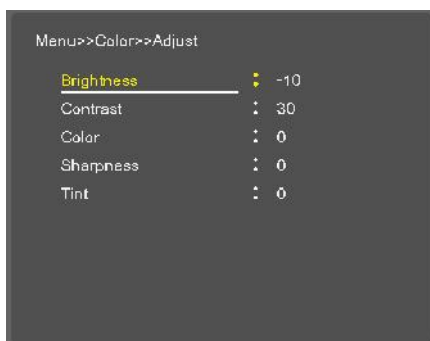 Menu>>Color>>Adjust
Brightness : -10
Contrast : 30
Color : 0
Sharpness : 0
Tint : 0